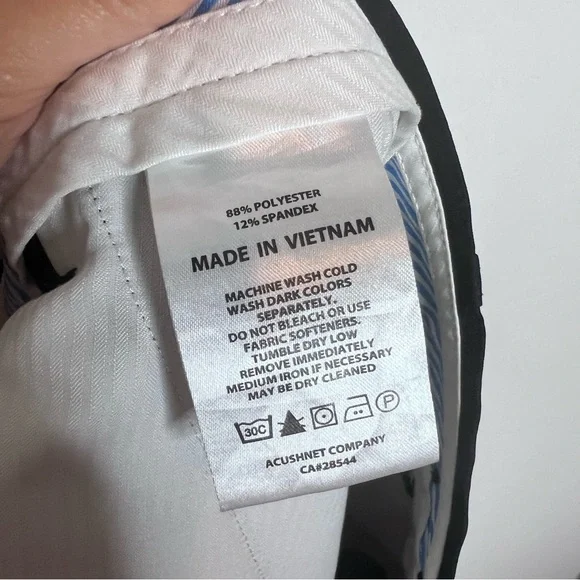 88% POLYESTER
12% SPANDEX
MADE IN VIETNAM
MACHINE WASH COLD
WASH DARK COLORS
SEPARATELY.
DO NOT BLEACH OR USE
FABRIC SOFTENERS.
TUMBLE DRY LOW
REMOVE IMMEDIATELY
MEDIUM IRON IF NECESSARY
MAY BE DRY CLEANED
30C P
ACUSHNET COMPANY
CA#28544